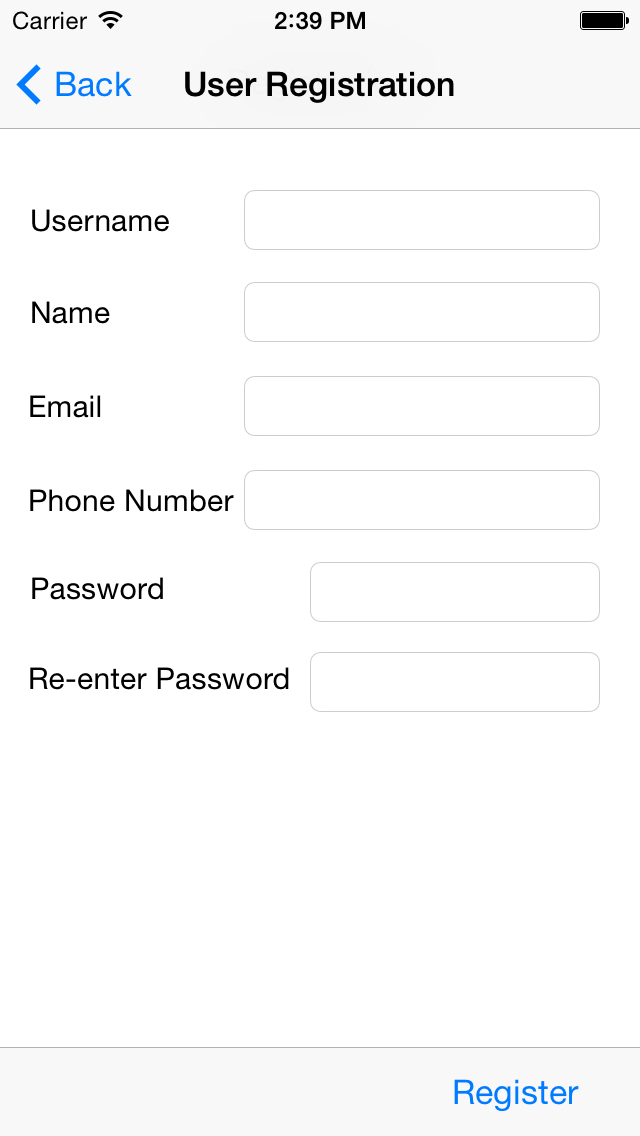 Carrier 2:39 PM
Back User Registration
Username
Name
Email
Phone Number
Password
Re-enter Password
Register